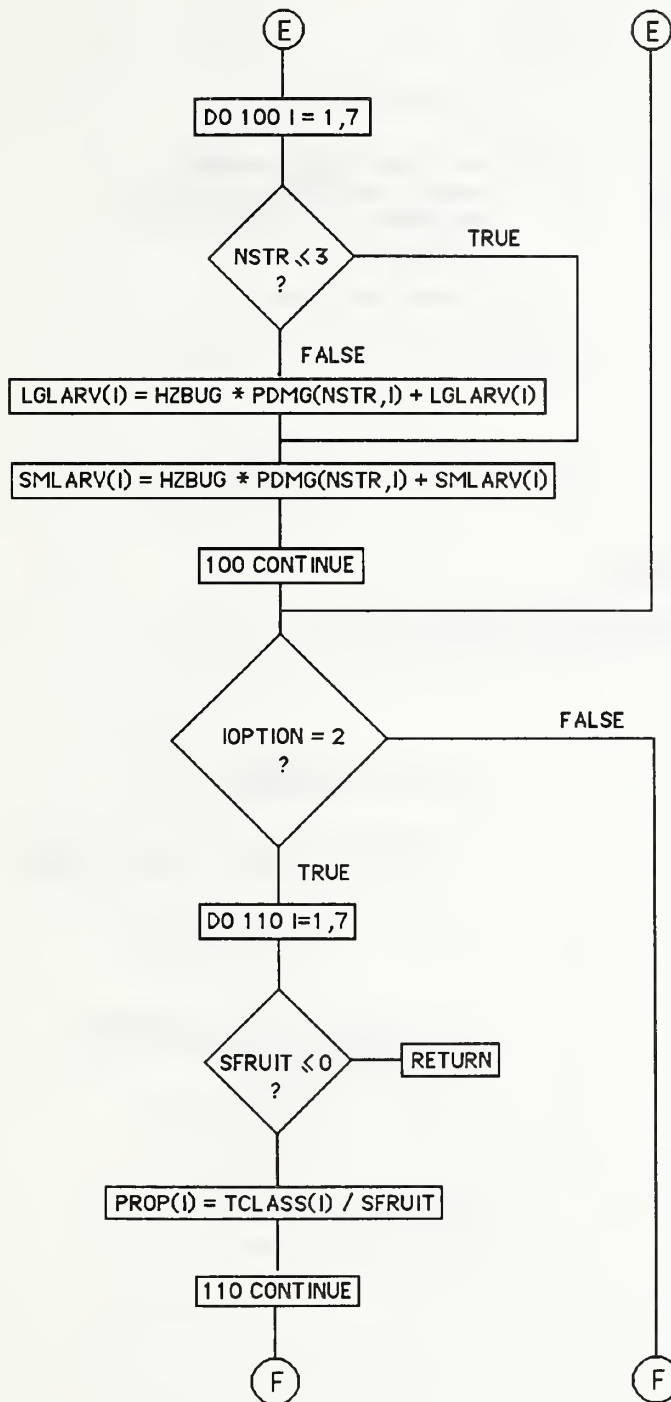 E
E
DO 100 I = 1,7
NSTR ⩽ 3
?
TRUE
FALSE
LGLARV(I) = HZBUG * PDMG(NSTR,I) + LGLARV(I)
SMLARV(I) = HZBUG * PDMG(NSTR,I) + SMLARV(I)
100 CONTINUE
IOPTION = 2
?
FALSE
TRUE
DO 110 I=1,7
SFRUIT ⩽ 0
?
RETURN
PROP(I) = TCLASS(I) / SFRUIT
110 CONTINUE
F
F